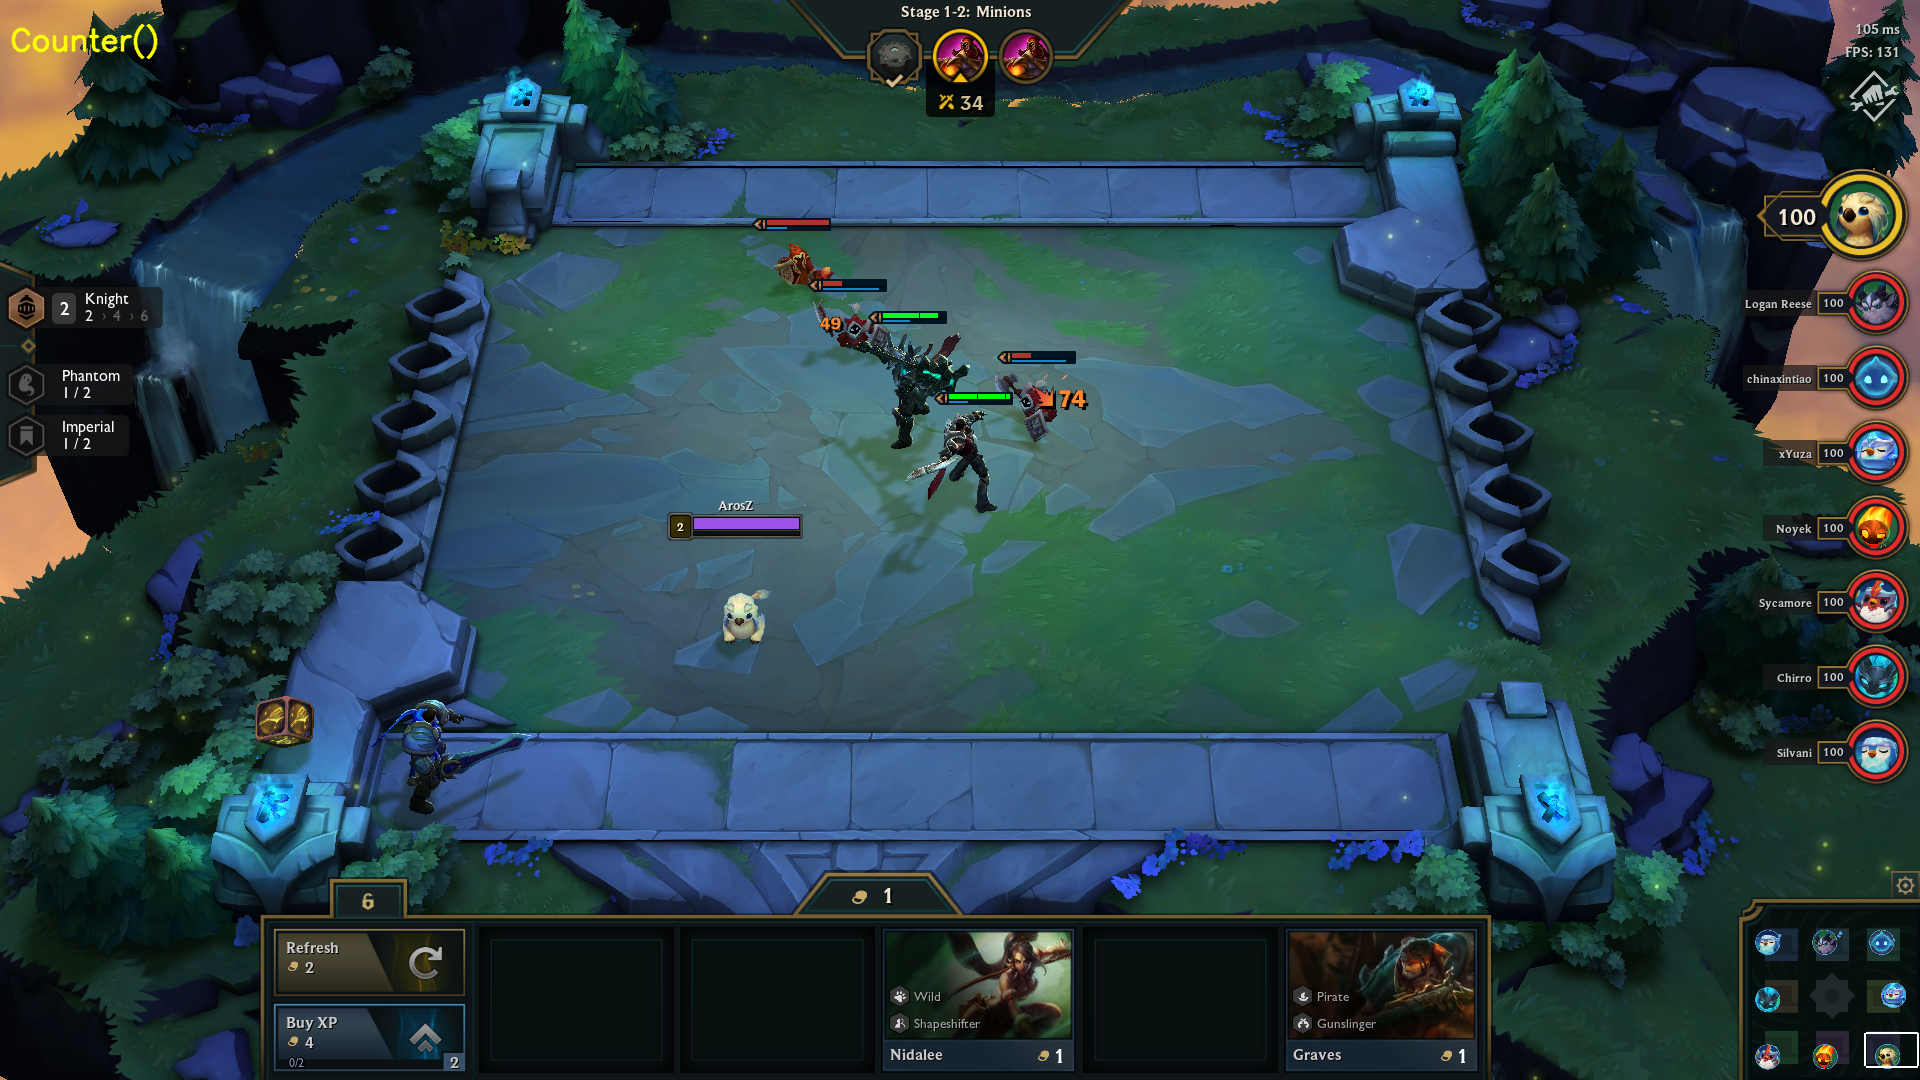 Counter()
Stage 1-2: Minions
34
105 ms
FPS: 131
100
Logan Reese 100
chinaxintiao 100
xYuza 100
Noyek 100
Sycamore 100
Chirro 100
Silvani 100
2 Knight
2 › 4 › 6
Phantom
1 / 2
Imperial
1 / 2
49
74
ArosZ
2
6
1
Refresh
2
Buy XP
4
0/2
2
Wild
Shapeshifter
Nidalee 1
Pirate
Gunslinger
Graves 1